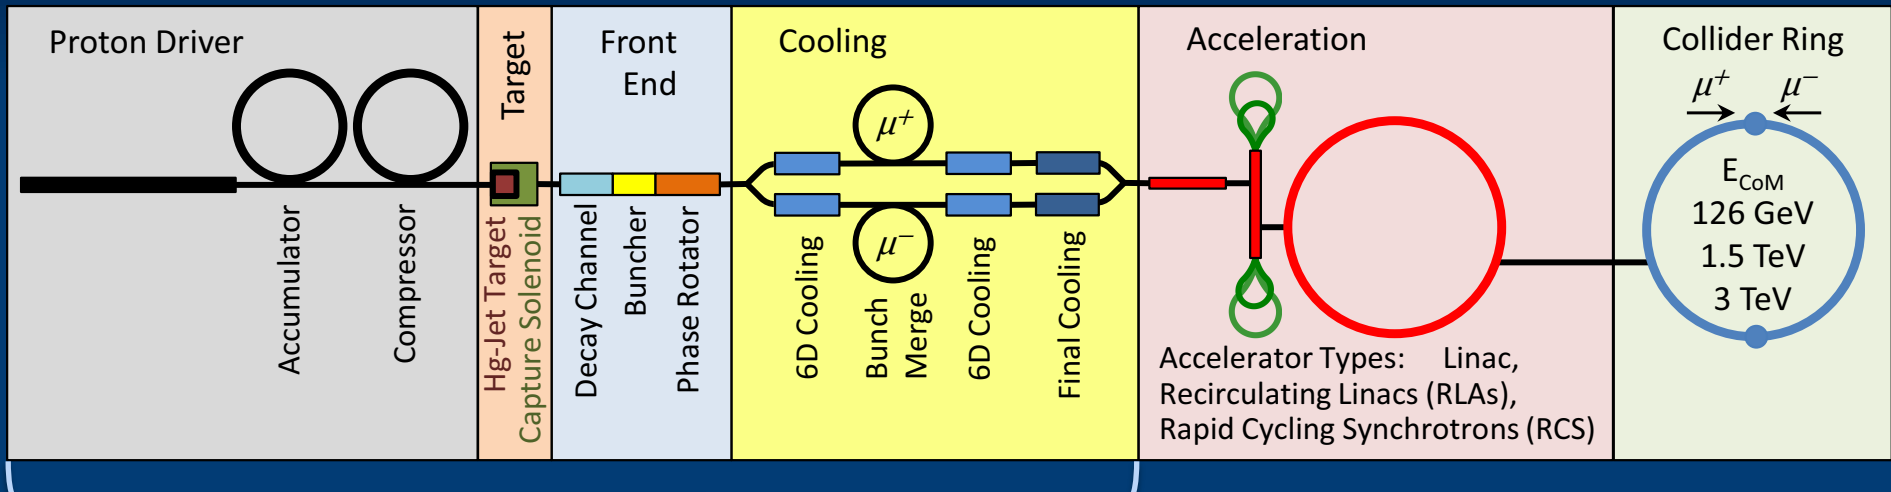 Proton Driver
Accumulator
Compressor
Target
Hg-Jet Target
Capture Solenoid
Front
End
Decay Channel
Buncher
Phase Rotator
Cooling
μ+
μ−
6D Cooling
Bunch
Merge
6D Cooling
Final Cooling
Acceleration
Accelerator Types: Linac,
Recirculating Linacs (RLAs),
Rapid Cycling Synchrotrons (RCS)
Collider Ring
μ+ μ−
ECoM
126 GeV
1.5 TeV
3 TeV